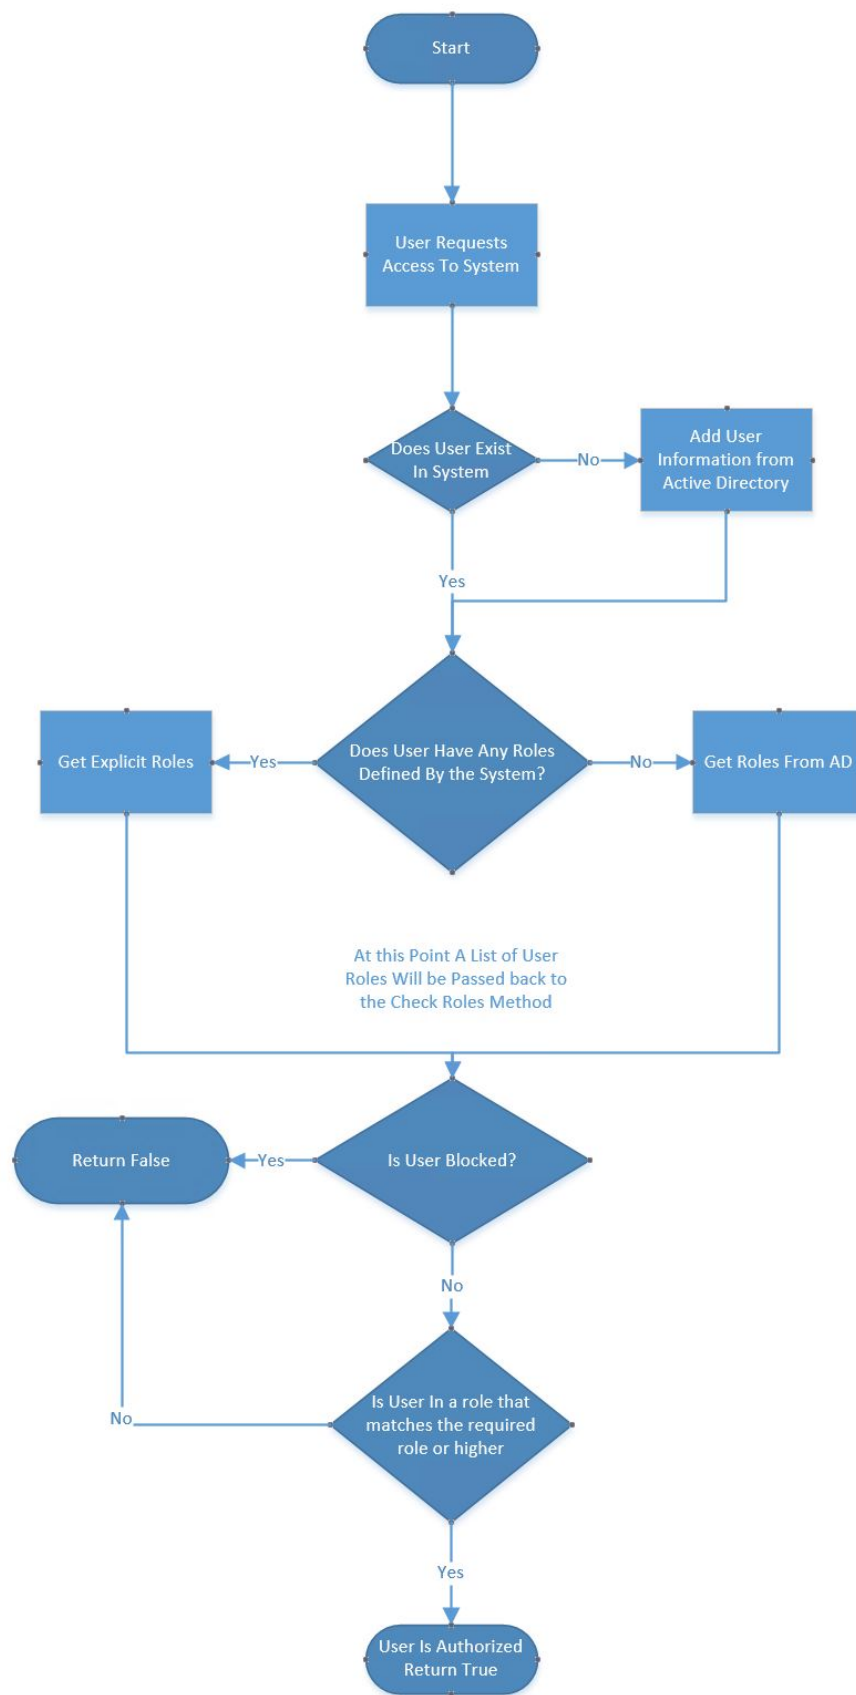 Start
User Requests
Access To System
Does User Exist
In System
No
Add User
Information from
Active Directory
Yes
Get Explicit Roles
Yes
Does User Have Any Roles
Defined By the System?
No
Get Roles From AD
At this Point A List of User
Roles Will be Passed back to
the Check Roles Method
Return False
Yes
Is User Blocked?
No
Is User In a role that
matches the required
role or higher
No
Yes
User Is Authorized
Return True